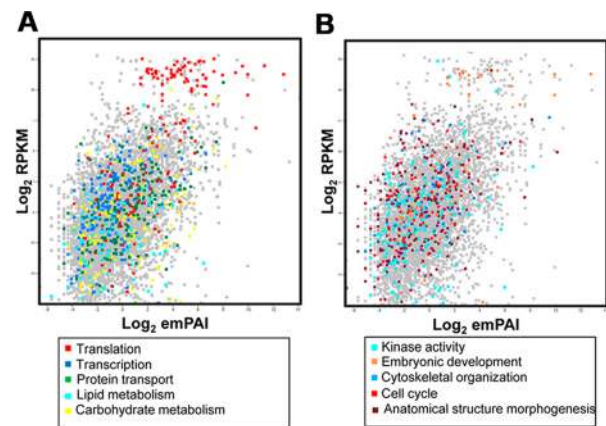 A
B
Log2 RPKM
Log2 RPKM
Log2 emPAI
Log2 emPAI
Translation
Transcription
Protein transport
Lipid metabolism
Carbohydrate metabolism
Kinase activity
Embryonic development
Cytoskeletal organization
Cell cycle
Anatomical structure morphogenesis